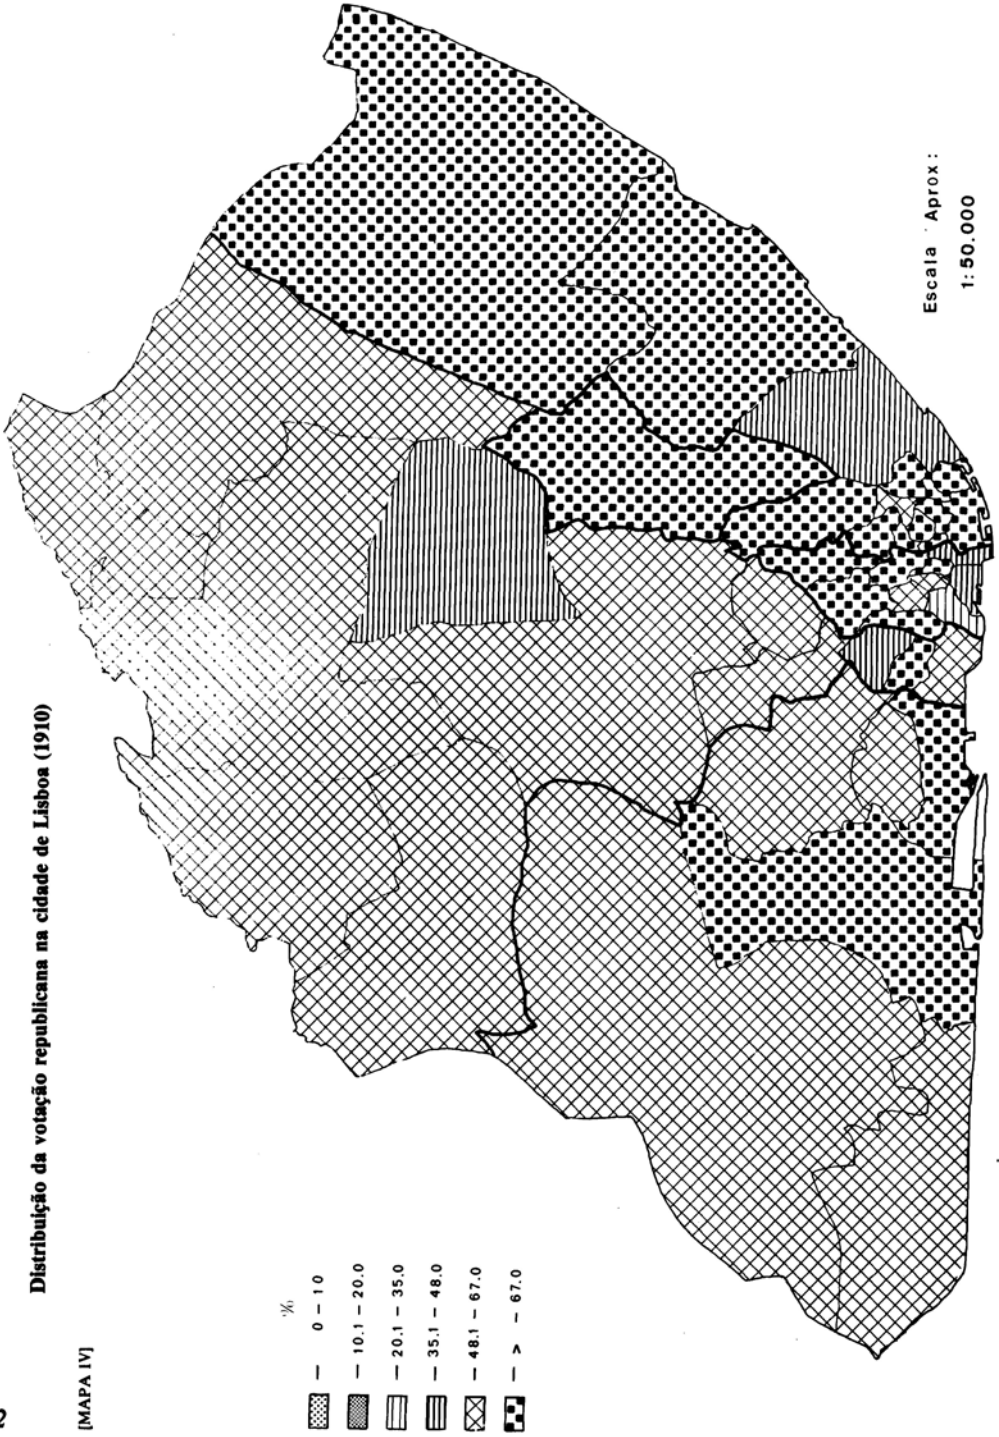 Distribuição da votação republicana na cidade de Lisboa (1910)
[MAPA IV]
%
— 0 – 10
— 10.1 – 20.0
— 20.1 – 35.0
— 35.1 – 48.0
— 48.1 – 67.0
— > – 67.0
Escala Aprox:
1:50.000